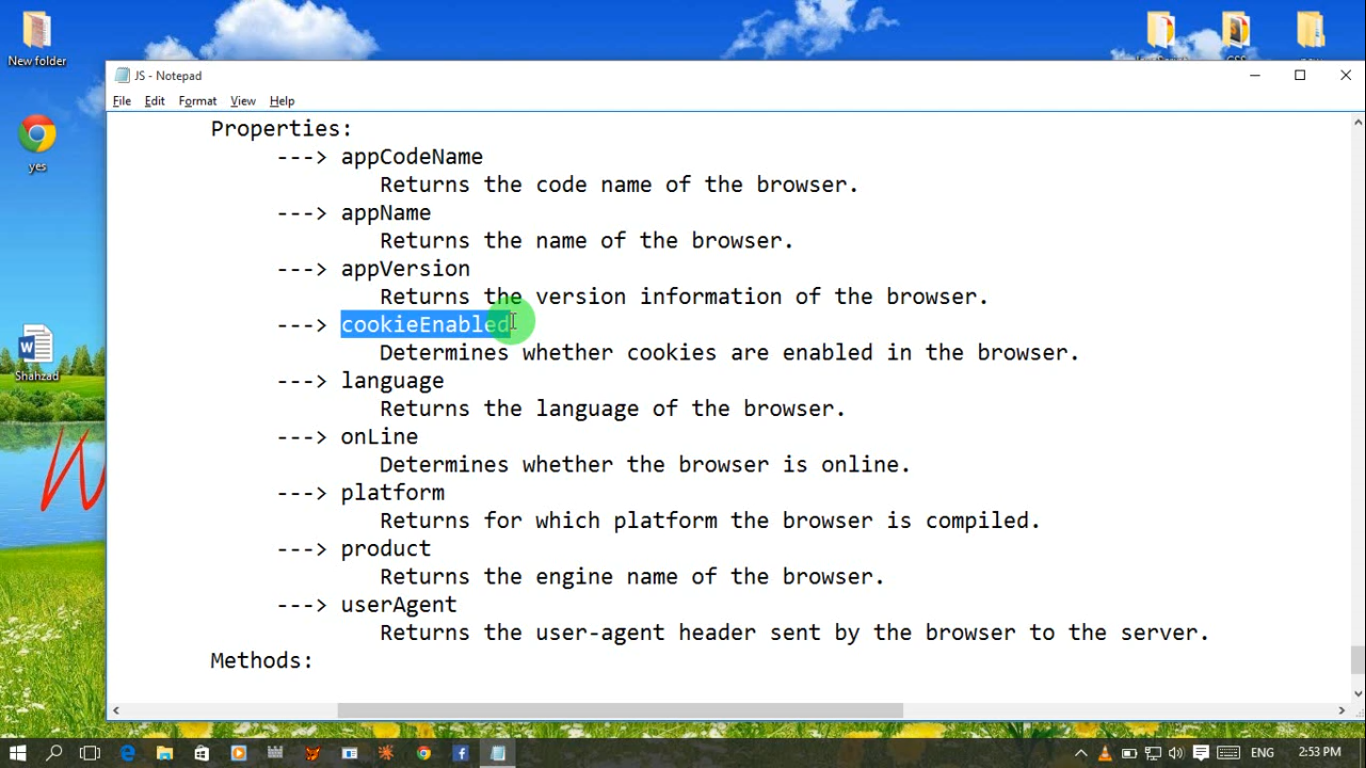 New folder
JS - Notepad
File Edit Format View Help
yes
Properties:
---> appCodeName
Returns the code name of the browser.
---> appName
Returns the name of the browser.
---> appVersion
Returns the version information of the browser.
---> cookieEnabled
Determines whether cookies are enabled in the browser.
---> language
Returns the language of the browser.
---> onLine
Determines whether the browser is online.
---> platform
Returns for which platform the browser is compiled.
---> product
Returns the engine name of the browser.
---> userAgent
Returns the user-agent header sent by the browser to the server.
Methods:
Shahzad
ENG 2:53 PM